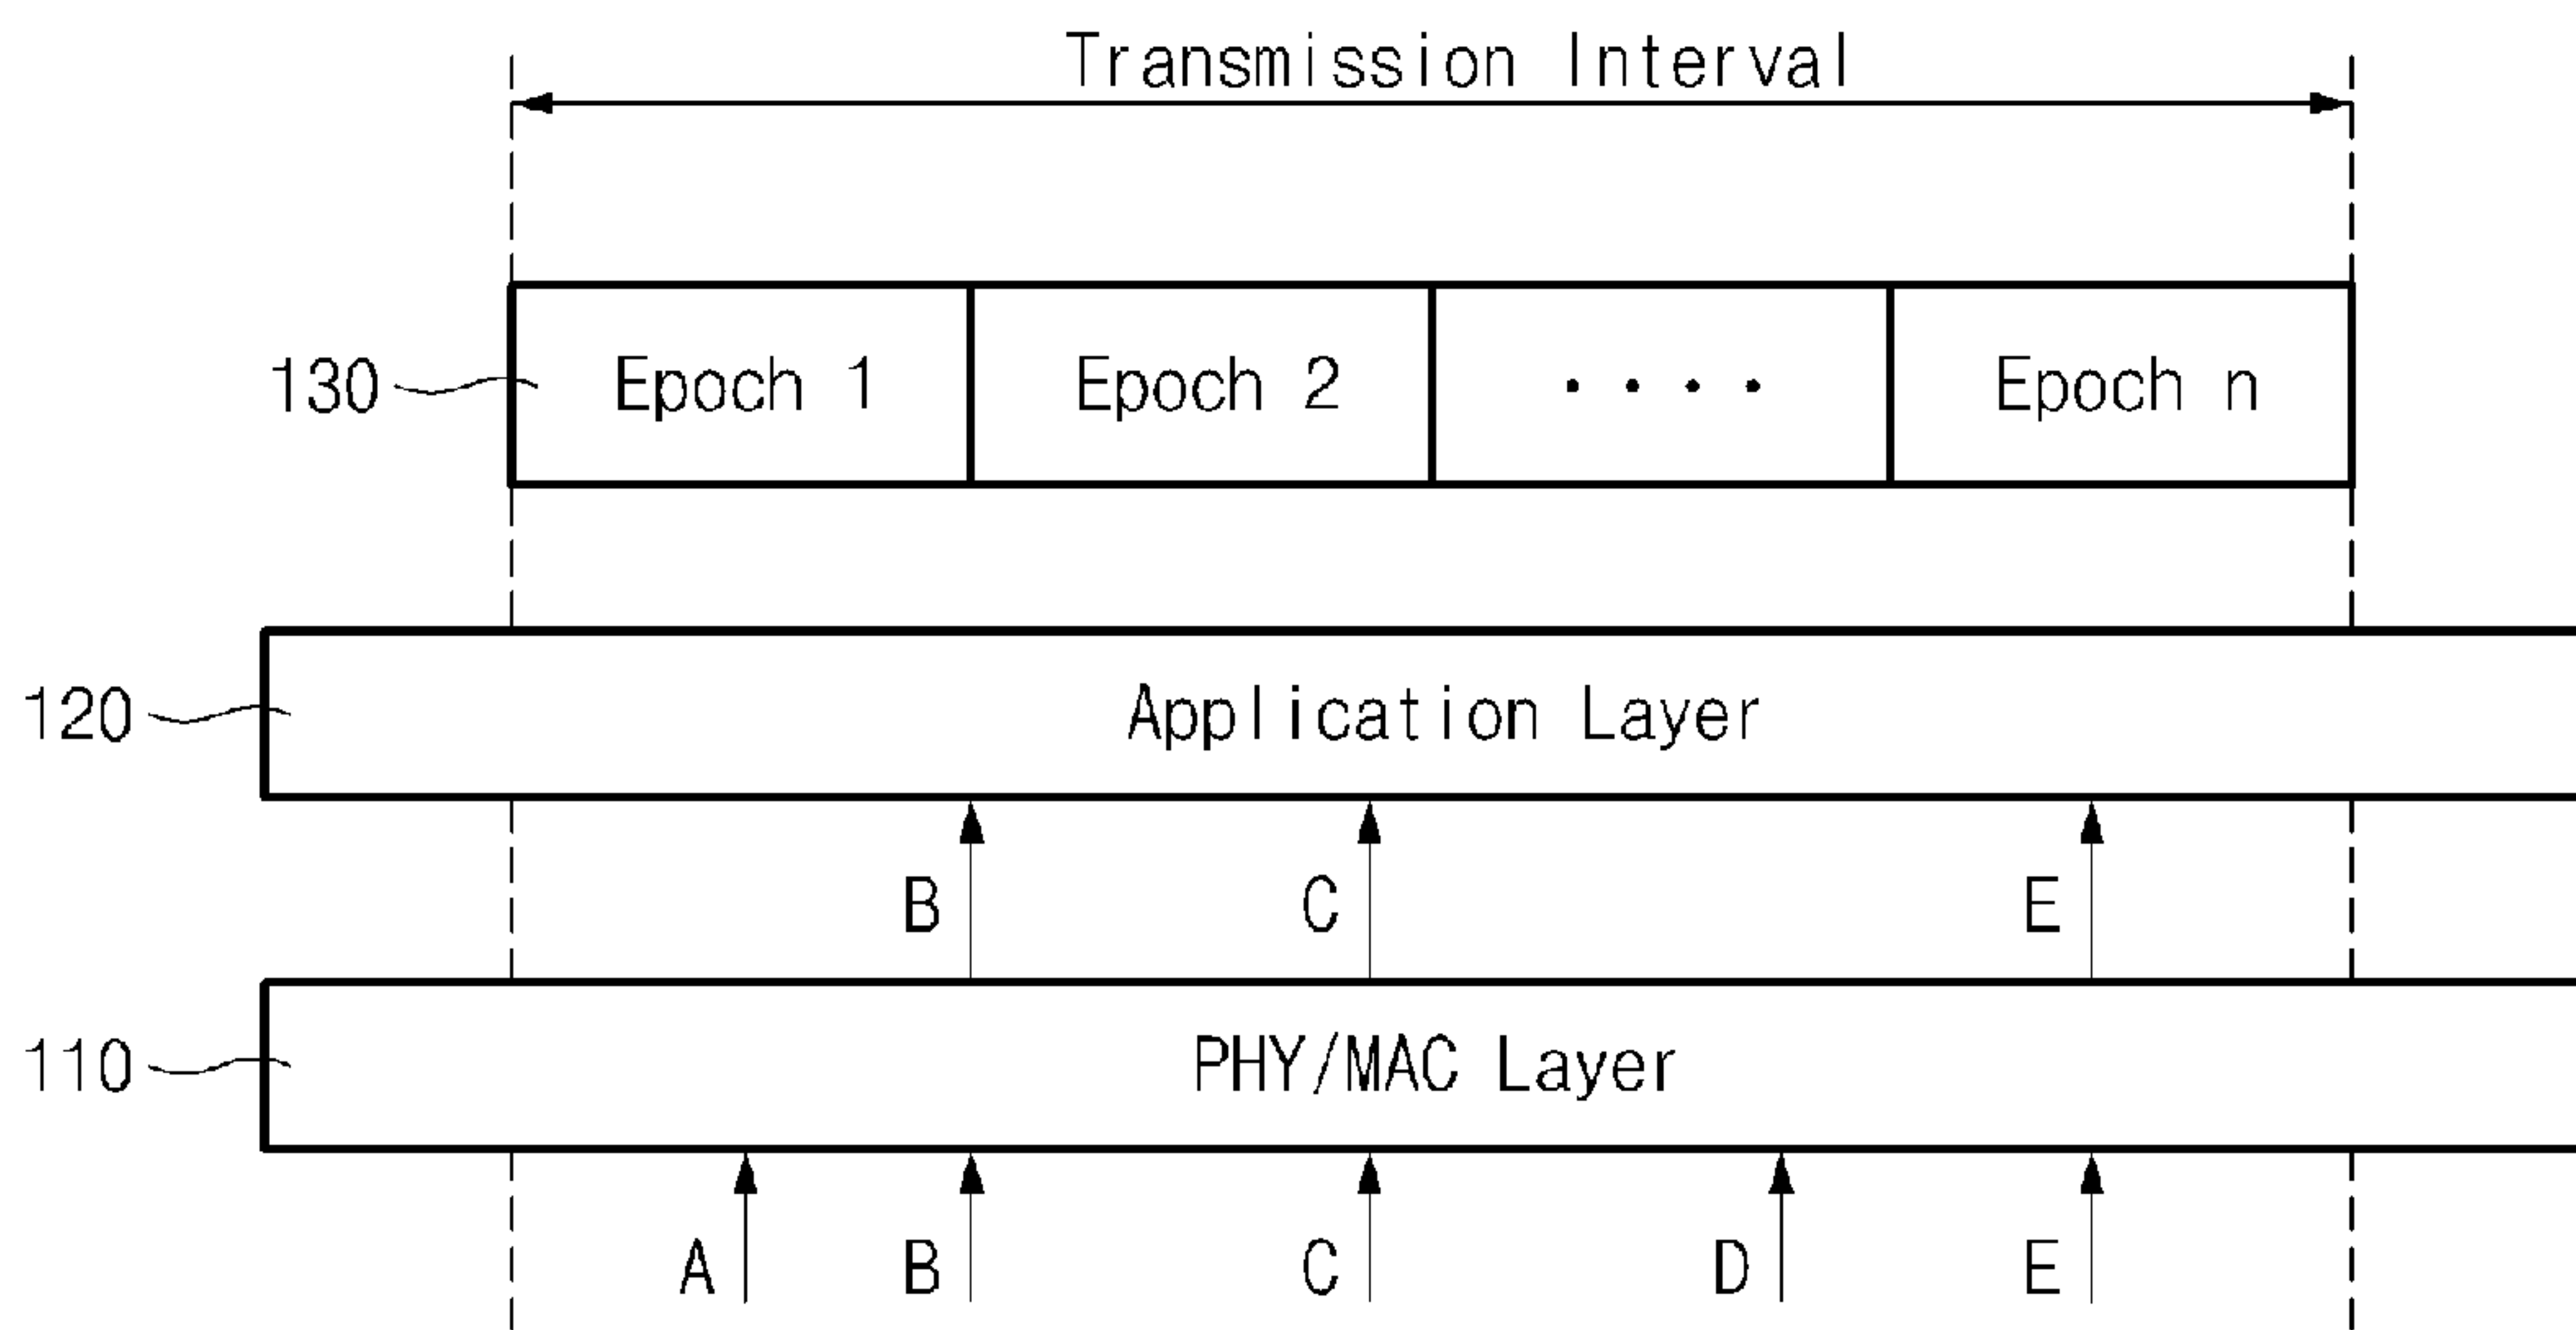 Transmission Interval
130 Epoch 1 Epoch 2 .... Epoch n
120 Application Layer
B C E
110 PHY/MAC Layer
A B C D E